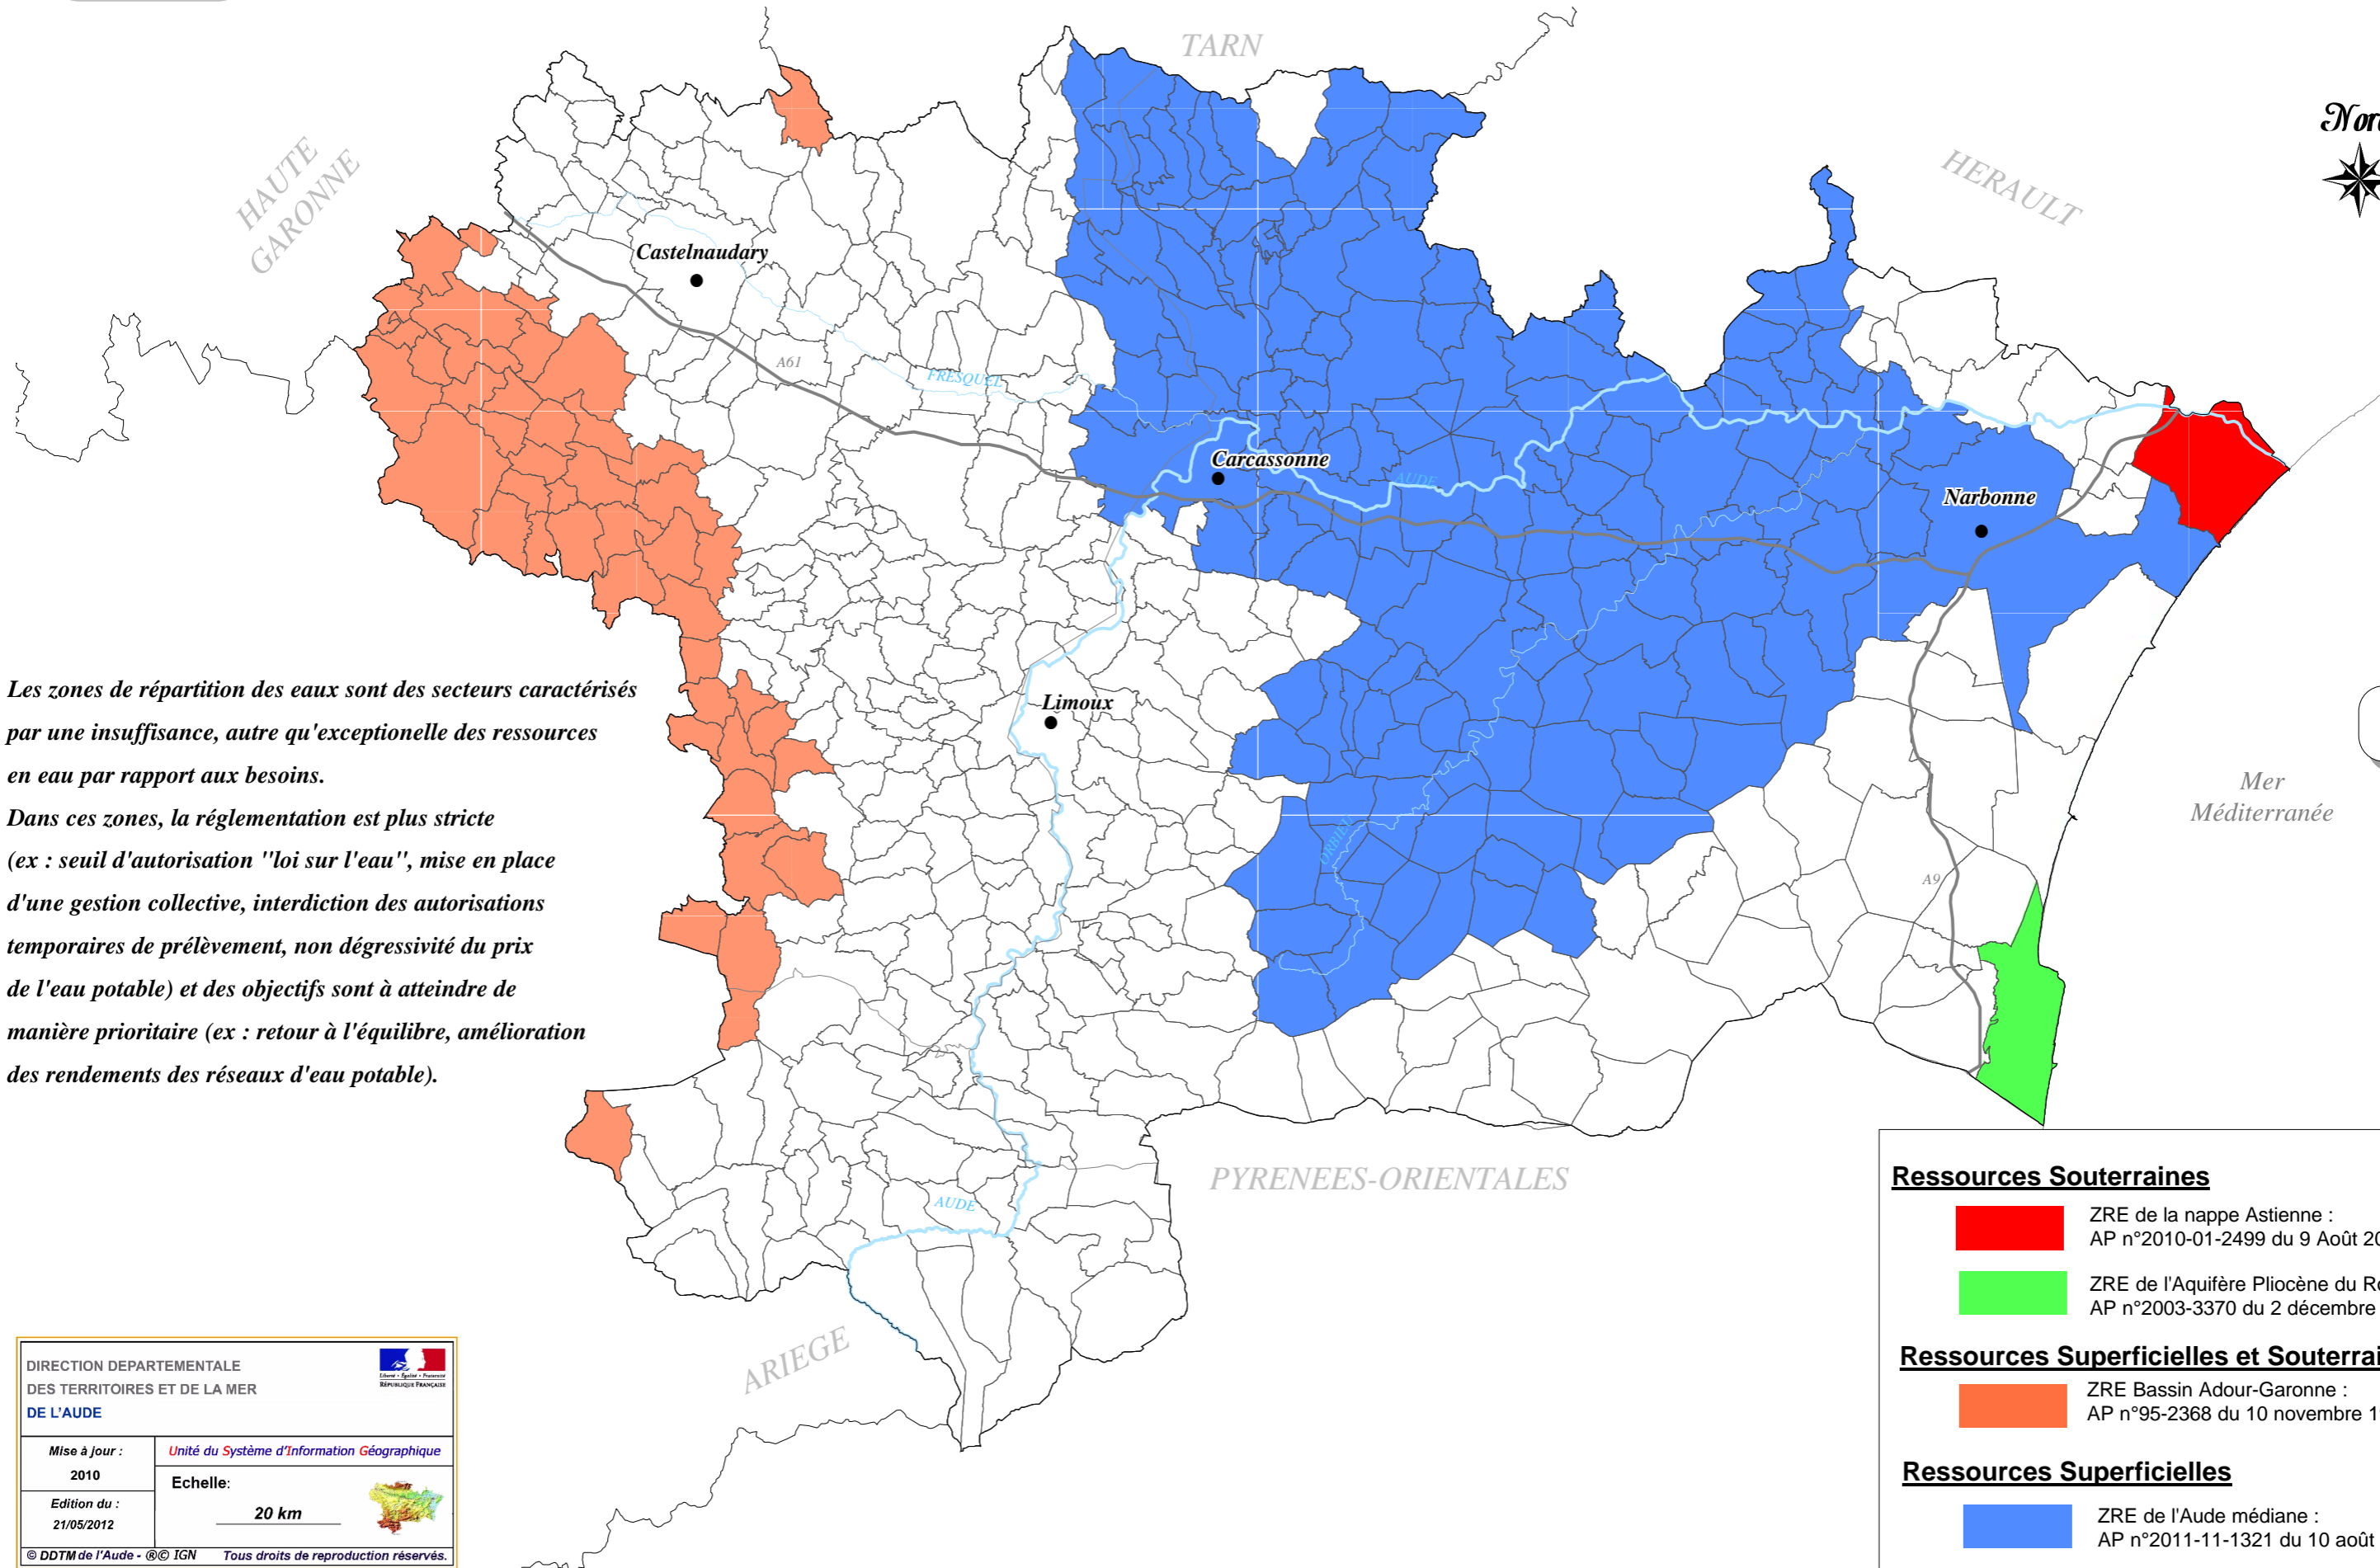 TARN
HAUTE
GARONNE
HERAULT
Castelnaudary
A61
FRESQUEL
Carcassonne
AUDE
Narbonne
Limoux
ORBIEU
A9
Mer
Méditerranée
AUDE
PYRENEES-ORIENTALES
ARIEGE
Les zones de répartition des eaux sont des secteurs caractérisés
par une insuffisance, autre qu'exceptionelle des ressources
en eau par rapport aux besoins.
Dans ces zones, la réglementation est plus stricte
(ex : seuil d'autorisation "loi sur l'eau", mise en place
d'une gestion collective, interdiction des autorisations
temporaires de prélèvement, non dégressivité du prix
de l'eau potable) et des objectifs sont à atteindre de
manière prioritaire (ex : retour à l'équilibre, amélioration
des rendements des réseaux d'eau potable).
Ressources Souterraines
ZRE de la nappe Astienne :
AP n°2010-01-2499 du 9 Août
ZRE de l'Aquifère Pliocène du
AP n°2003-3370 du 2 décembre
Ressources Superficielles et
ZRE Bassin Adour-Garonne :
AP n°95-2368 du 10 novembre
Ressources Superficielles
ZRE de l'Aude médiane :
AP n°2011-11-1321 du 10 août
DIRECTION DEPARTEMENTALE
DES TERRITOIRES ET DE LA MER
DE L'AUDE
Liberté • Égalité • Fraternité
RÉPUBLIQUE FRANÇAISE
Mise à jour :
2010
Unité du Système d'Information Géographique
Echelle:
20 km
Edition du :
21/05/2012
© DDTM de l'Aude - ®© IGN Tous droits de reproduction réservés.